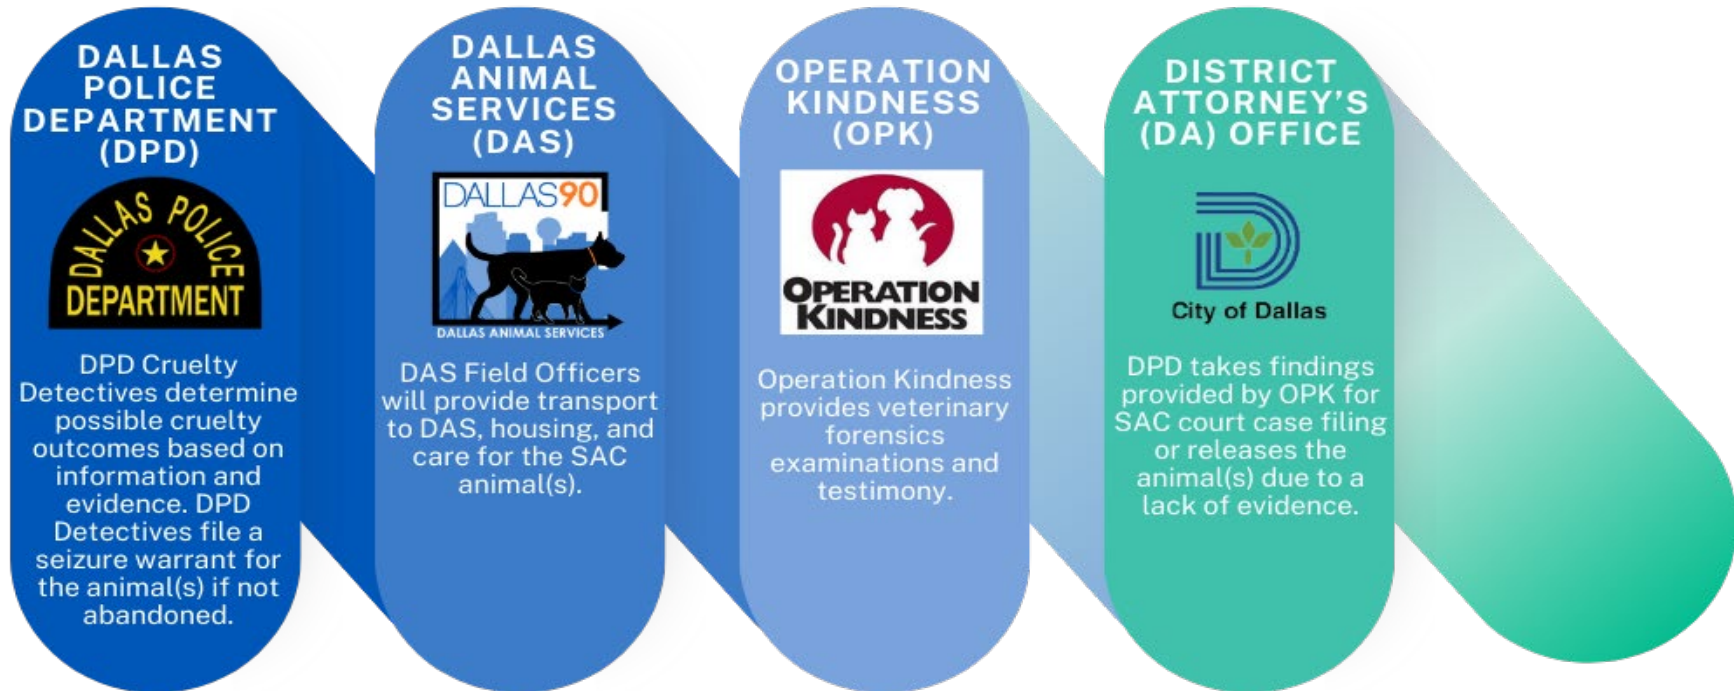 DALLAS
POLICE
DEPARTMENT
(DPD)
DALLAS POLICE
DEPARTMENT
DPD Cruelty
Detectives determine
possible cruelty
outcomes based on
information and
evidence. DPD
Detectives file a
seizure warrant for
the animal(s) if not
abandoned.
DALLAS
ANIMAL
SERVICES
(DAS)
DALLAS90
DALLAS ANIMAL SERVICES
DAS Field Officers
will provide transport
to DAS, housing, and
care for the SAC
animal(s).
OPERATION
KINDNESS
(OPK)
OPERATION
KINDNESS
Operation Kindness
provides veterinary
forensics
examinations and
testimony.
DISTRICT
ATTORNEY'S
(DA) OFFICE
City of Dallas
DPD takes findings
provided by OPK for
SAC court case filing
or releases the
animal(s) due to a
lack of evidence.